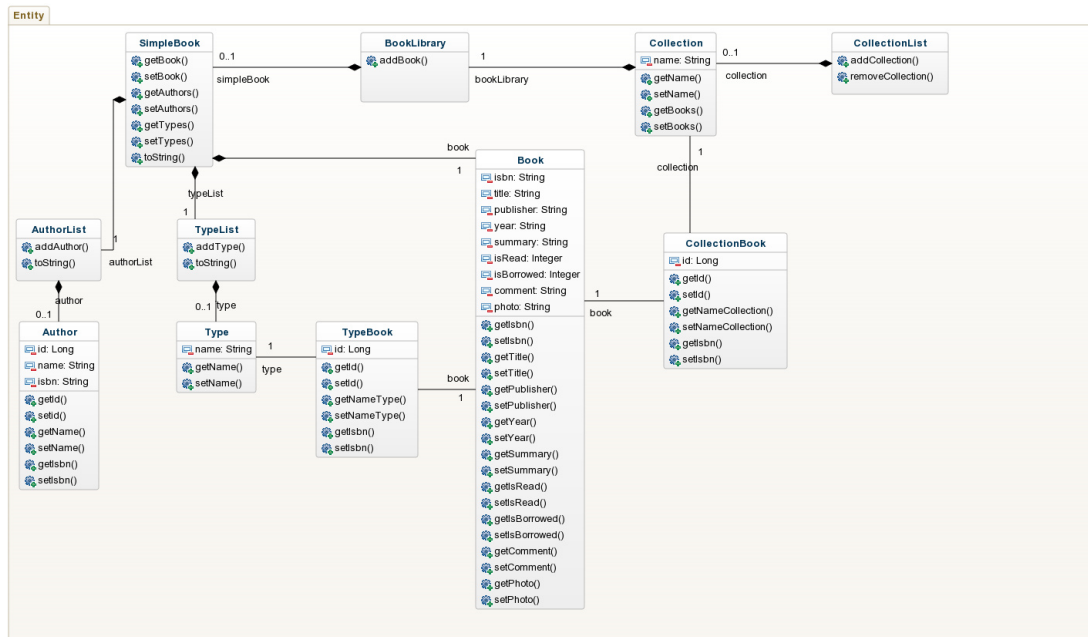 Entity
SimpleBook
getBook()
setBook()
getAuthors()
setAuthors()
getTypes()
setTypes()
toString()
0..1
simpleBook
BookLibrary
addBook()
1
bookLibrary
Collection
name: String
getName()
setName()
getBooks()
setBooks()
0..1
collection
CollectionList
addCollection()
removeCollection()
1
collection
book
1
typeList
1
1
authorList
AuthorList
addAuthor()
toString()
author
0..1
TypeList
addType()
toString()
0..1
type
Author
id: Long
name: String
isbn: String
getId()
setid()
getName()
setName()
getIsbn()
setIsbn()
Type
name: String
getName()
setName()
1
type
TypeBook
id: Long
getId()
setId()
getNameType()
setNameType()
getIsbn()
setIsbn()
book
1
Book
isbn: String
title: String
publisher: String
year: String
summary: String
isRead: Integer
isBorrowed: Integer
comment: String
photo: String
getIsbn()
setIsbn()
getTitle()
setTitle()
getPublisher()
setPublisher()
getYear()
setYear()
getSummary()
setSummary()
getIsRead()
setIsRead()
getIsBorrowed()
setIsBorrowed()
getComment()
setComment()
getPhoto()
setPhoto()
1
book
CollectionBook
id: Long
getId()
setId()
getNameCollection()
setNameCollection()
getIsbn()
setIsbn()